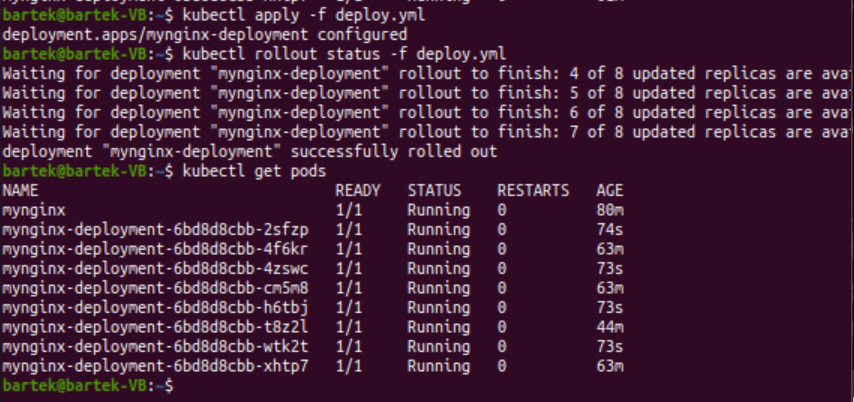 bartek@bartek-VB:~$ kubectl apply -f deploy.yml
deployment.apps/mynginx-deployment configured
bartek@bartek-VB:~$ kubectl rollout status -f deploy.yml
Waiting for deployment "mynginx-deployment" rollout to finish: 4 of 8 updated replicas are ava
Waiting for deployment "mynginx-deployment" rollout to finish: 5 of 8 updated replicas are ava
Waiting for deployment "mynginx-deployment" rollout to finish: 6 of 8 updated replicas are ava
Waiting for deployment "mynginx-deployment" rollout to finish: 7 of 8 updated replicas are ava
deployment "mynginx-deployment" successfully rolled out
bartek@bartek-VB:~$ kubectl get pods
NAME READY STATUS RESTARTS AGE
mynginx 1/1 Running 0 80m
mynginx-deployment-6bd8d8cbb-2sfzp 1/1 Running 0 74s
mynginx-deployment-6bd8d8cbb-4f6kr 1/1 Running 0 63m
mynginx-deployment-6bd8d8cbb-4zswc 1/1 Running 0 73s
mynginx-deployment-6bd8d8cbb-cm5m8 1/1 Running 0 63m
mynginx-deployment-6bd8d8cbb-h6tbj 1/1 Running 0 73s
mynginx-deployment-6bd8d8cbb-t8z2l 1/1 Running 0 44m
mynginx-deployment-6bd8d8cbb-wtk2t 1/1 Running 0 73s
mynginx-deployment-6bd8d8cbb-xhtp7 1/1 Running 0 63m
bartek@bartek-VB:~$